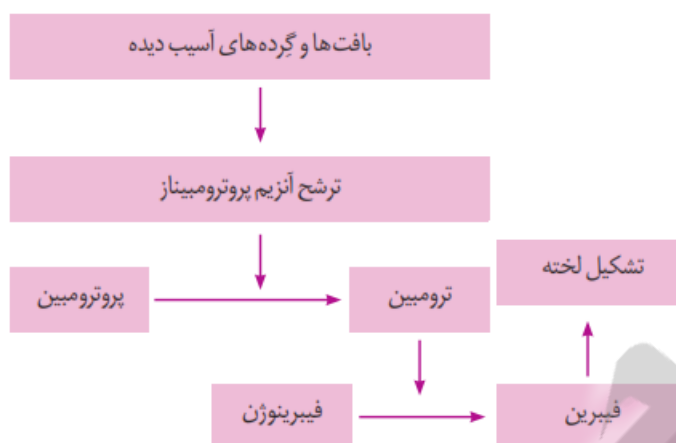 بافت‌ها و گِرده‌های آسیب دیده
ترشح آنزیم پروترومبیناز
تشکیل لخته
پروترومبین
ترومبین
فیبرینوژن
فیبرین